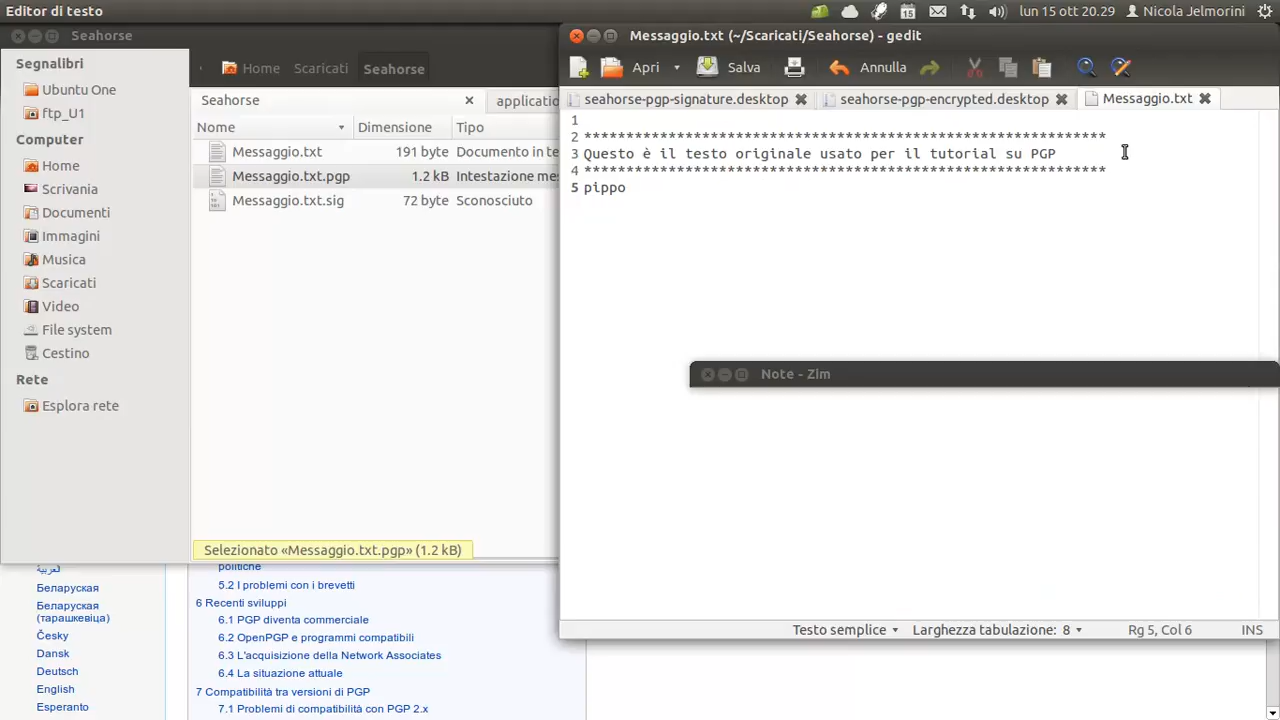 Editor di testo
15
lun 15 ott 20.29
Nicola Jelmorini
Seahorse
Segnalibri
Ubuntu One
ftp_U1
Computer
Home
Scrivania
Documenti
Immagini
Musica
Scaricati
Video
File system
Cestino
Rete
Esplora rete
Home
Scaricati
Seahorse
Seahorse
applicatio
Nome
Dimensione
Tipo
Messaggio.txt
191 byte
Documento in te
Messaggio.txt.pgp
1.2 kB
Intestazione mes
Messaggio.txt.sig
72 byte
Sconosciuto
Selezionato «Messaggio.txt.pgp» (1.2 kB)
Messaggio.txt (~/Scaricati/Seahorse) - gedit
Apri
Salva
Annulla
seahorse-pgp-signature.desktop
seahorse-pgp-encrypted.desktop
Messaggio.txt
1
2 **************************************************************
3 Questo è il testo originale usato per il tutorial su PGP
4 **************************************************************
5 pippo
Note - Zim
Testo semplice
Larghezza tabulazione: 8
Rg 5, Col 6
INS
العربية
Беларуская
Беларуская
(тарашкевіца)
Česky
Dansk
Deutsch
English
Esperanto
politiche
5.2 I problemi con i brevetti
6 Recenti sviluppi
6.1 PGP diventa commerciale
6.2 OpenPGP e programmi compatibili
6.3 L'acquisizione della Network Associates
6.4 La situazione attuale
7 Compatibilità tra versioni di PGP
7.1 Problemi di compatibilità con PGP 2.x